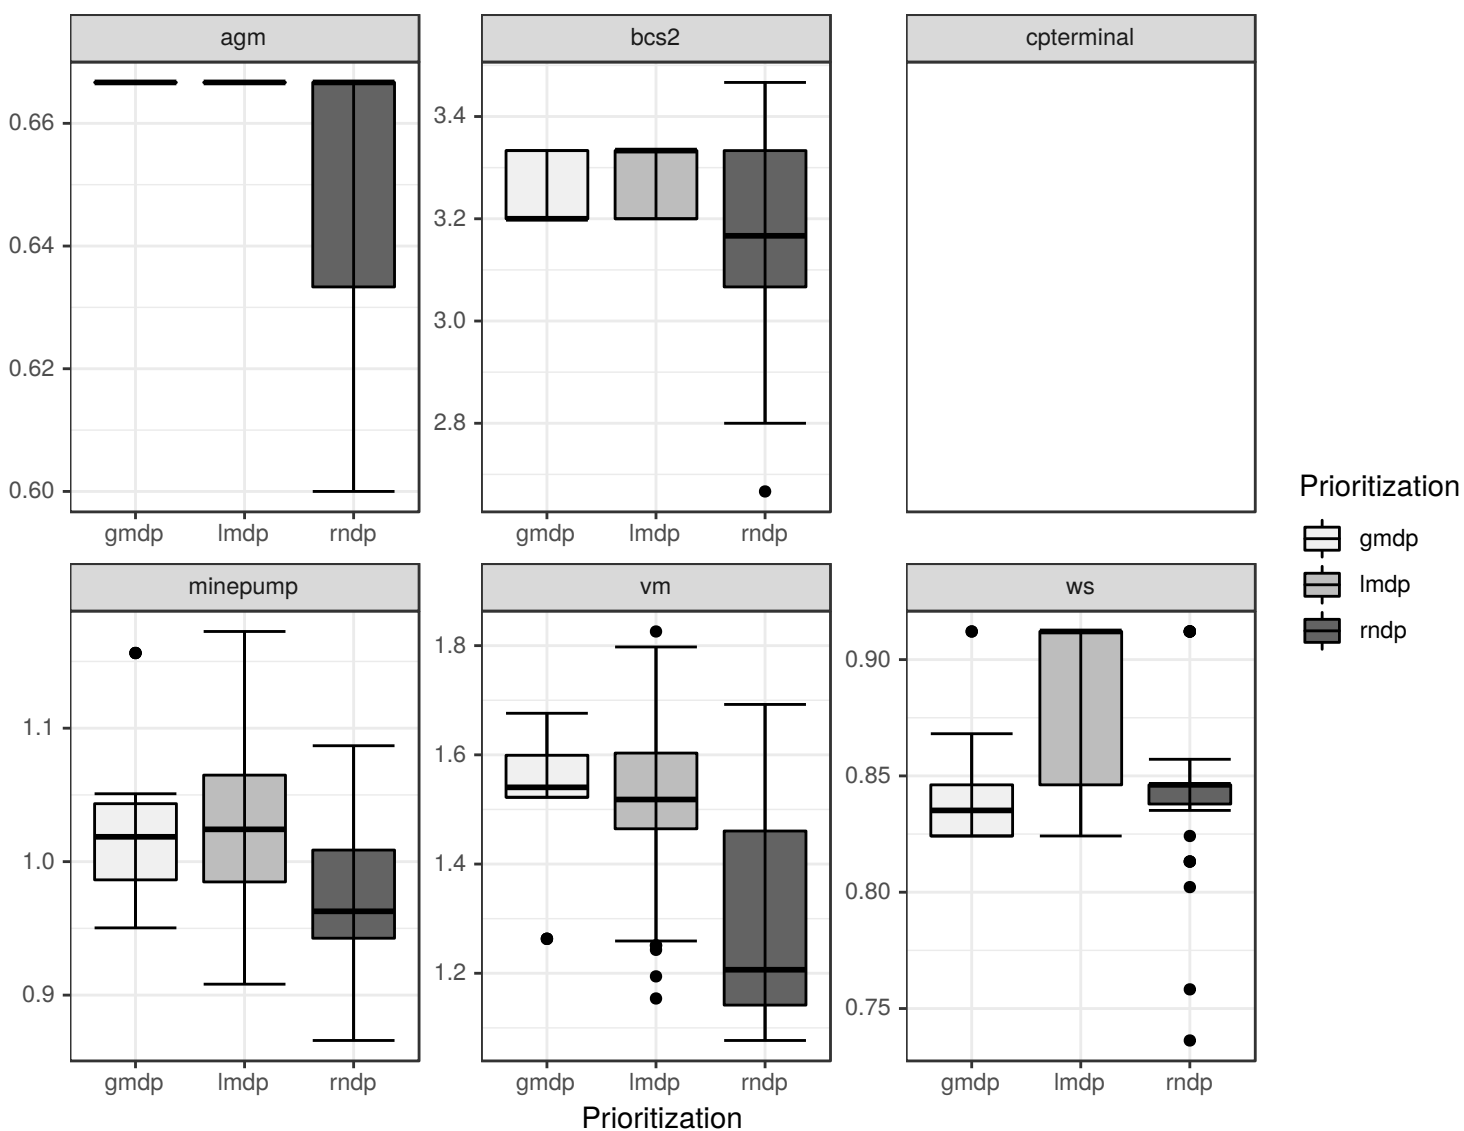 agm bcs2 cpterminal
0.66
0.64
0.62
0.60
3.4
3.2
3.0
2.8
gmdp lmdp rndp gmdp lmdp rndp
Prioritization
gmdp
lmdp
rndp
minepump vm ws
1.1
1.0
0.9
1.8
1.6
1.4
1.2
0.90
0.85
0.80
0.75
gmdp lmdp rndp gmdp lmdp rndp gmdp lmdp rndp
Prioritization